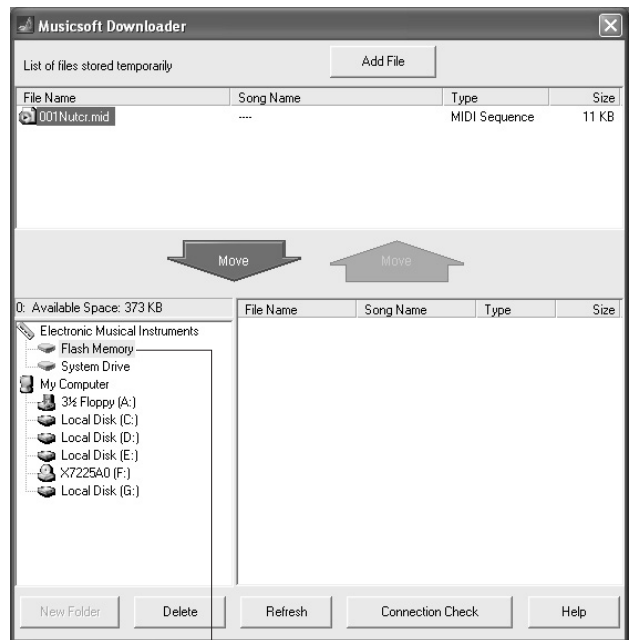 Musicsoft Downloader
List of files stored temporarily Add File
File Name Song Name Type Size
001Nutcr.mid ---- MIDI Sequence 11 KB
Move Move
0: Available Space: 373 KB
File Name Song Name Type Size
Electronic Musical Instruments
Flash Memory
System Drive
My Computer
3½ Floppy (A:)
Local Disk (C:)
Local Disk (D:)
Local Disk (E:)
X7225A0 (F:)
Local Disk (G:)
New Folder Delete Refresh Connection Check Help